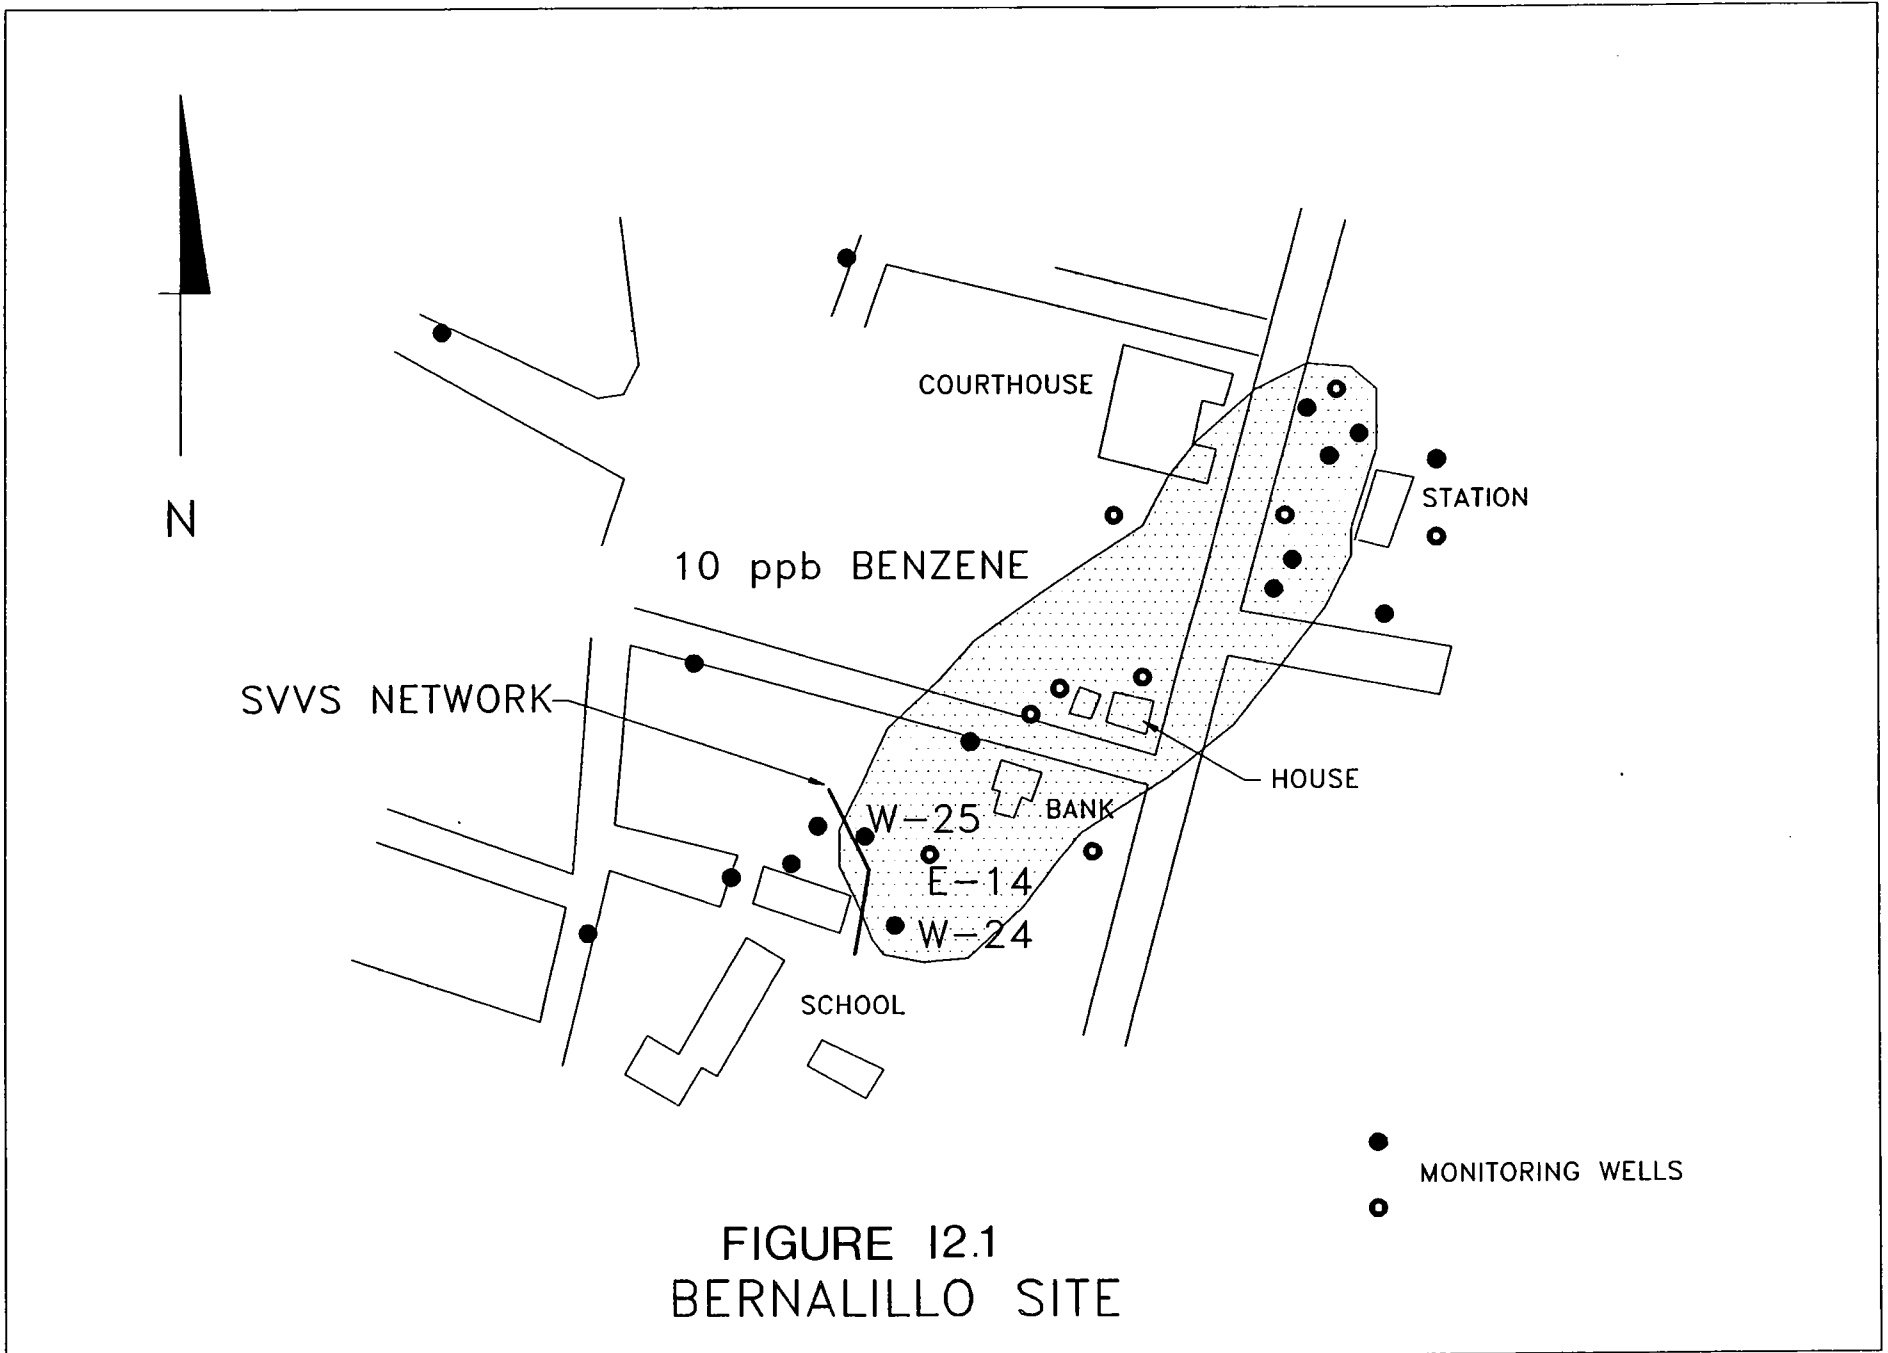 COURTHOUSE
STATION
N
10 ppb BENZENE
SVVS NETWORK
HOUSE
BANK
W-25
E-14
W-24
SCHOOL
MONITORING WELLS
FIGURE 12.1
BERNALILLO SITE